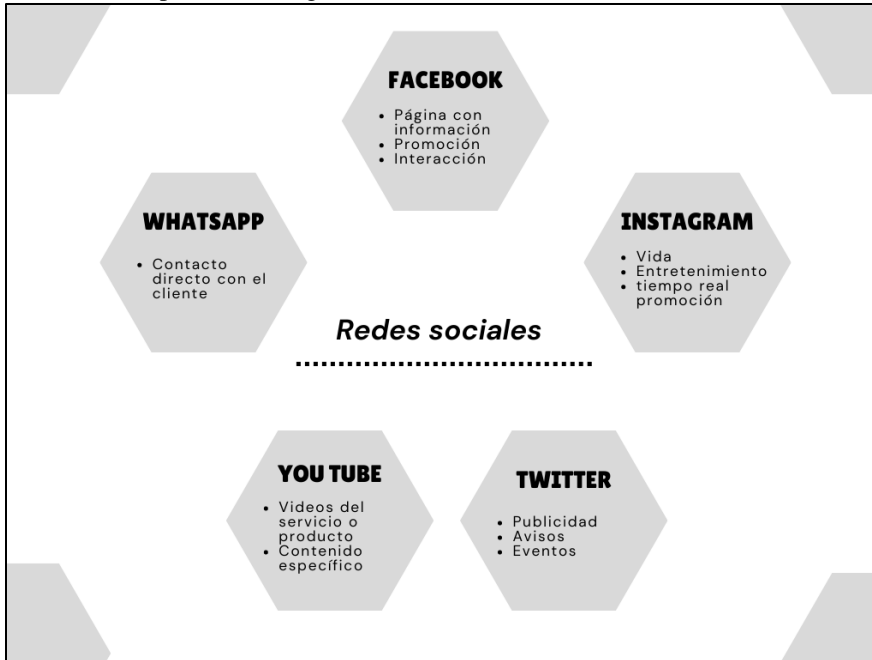 FACEBOOK
• Página con
información
• Promoción
• Interacción
WHATSAPP
• Contacto
directo con el
cliente
INSTAGRAM
• Vida
• Entretenimiento
• tiempo real
promoción
Redes sociales
YOU TUBE
• Videos del
servicio o
producto
• Contenido
específico
TWITTER
• Publicidad
• Avisos
• Eventos